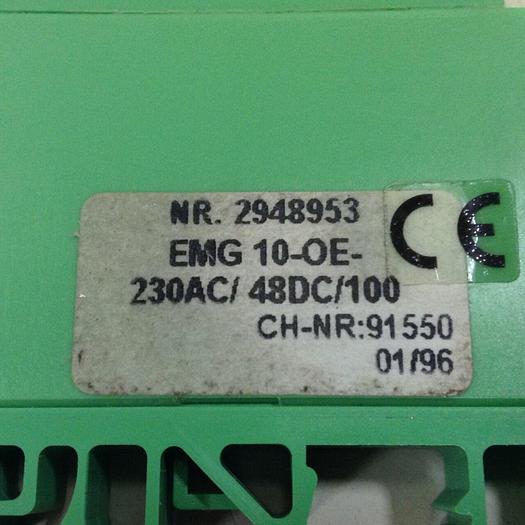 NR. 2948953
EMG 10-OE-
230AC/ 48DC/100
CH-NR:91550
01/96
CE